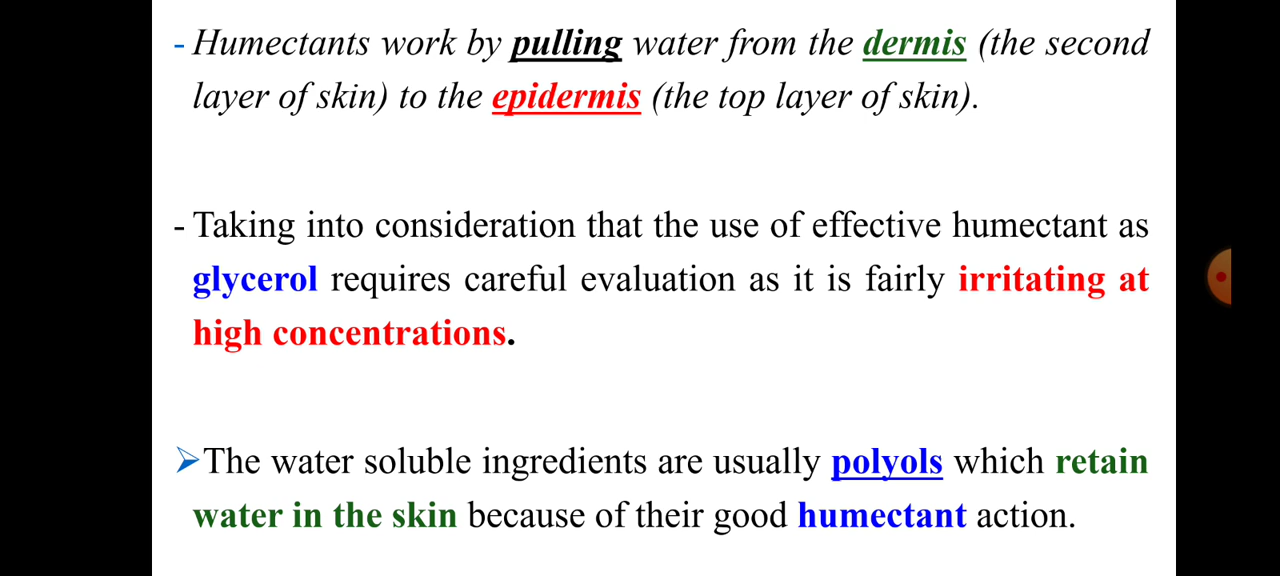 - Humectants work by pulling water from the dermis (the second
layer of skin) to the epidermis (the top layer of skin).
- Taking into consideration that the use of effective humectant as
glycerol requires careful evaluation as it is fairly irritating at
high concentrations.
➢The water soluble ingredients are usually polyols which retain
water in the skin because of their good humectant action.